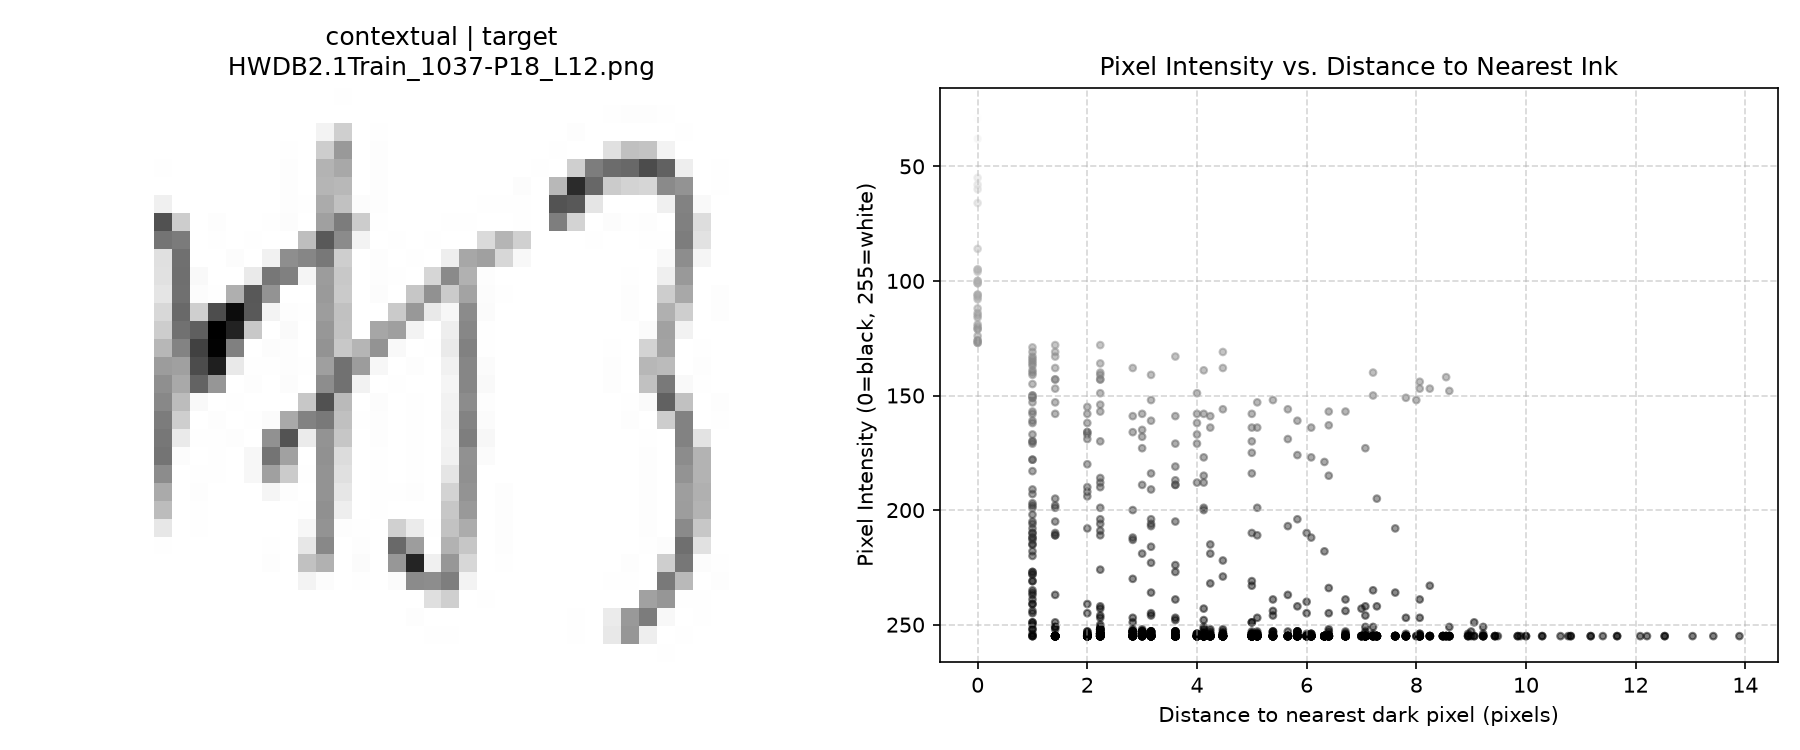 contextual | target
HWDB2.1Train_1037-P18_L12.png
Pixel Intensity vs. Distance to Nearest Ink
Pixel Intensity (0=black, 255=white)
50
100
150
200
250
0 2 4 6 8 10 12 14
Distance to nearest dark pixel (pixels)